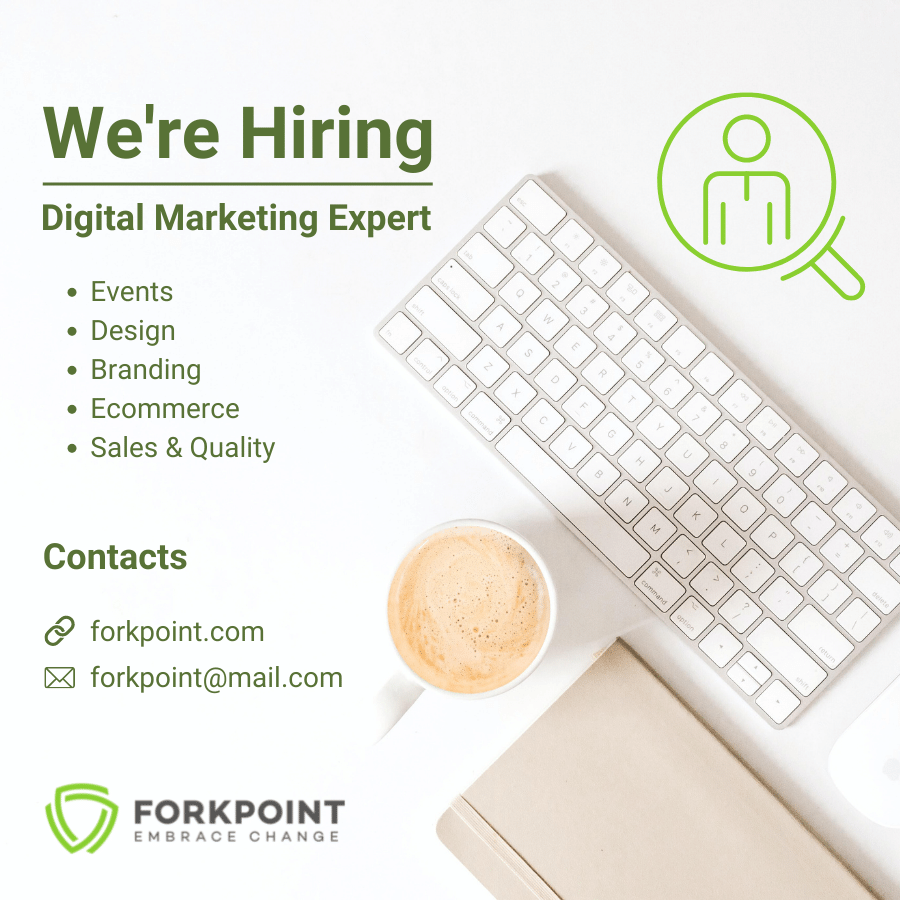 We're Hiring
Digital Marketing Expert
Events
Design
Branding
Ecommerce
Sales & Quality
Contacts
forkpoint.com
forkpoint@mail.com
FORKPOINT
EMBRACE CHANGE